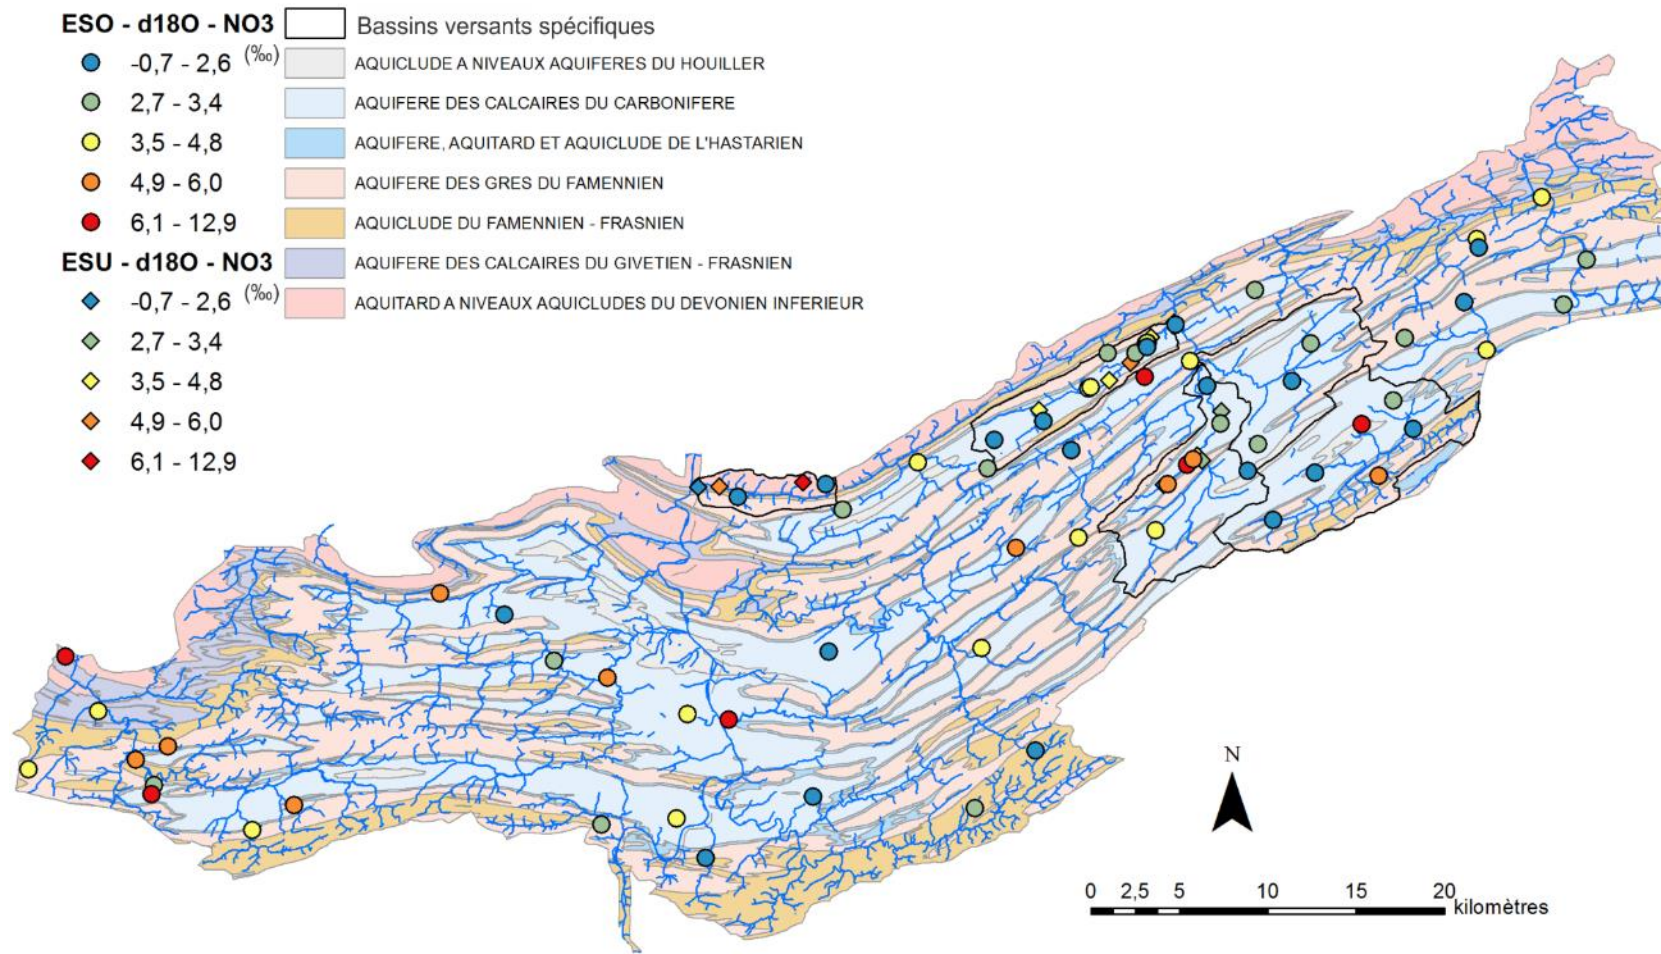 ESO - d18O - NO3
(‰)
-0,7 - 2,6
2,7 - 3,4
3,5 - 4,8
4,9 - 6,0
6,1 - 12,9
ESU - d18O - NO3
(‰)
-0,7 - 2,6
2,7 - 3,4
3,5 - 4,8
4,9 - 6,0
6,1 - 12,9
Bassins versants spécifiques
AQUICLUDE A NIVEAUX AQUIFERES DU HOUILLER
AQUIFERE DES CALCAIRES DU CARBONIFERE
AQUIFÈRE, AQUITARD ET AQUICLUDE DE L'HASTARIEN
AQUIFERE DES GRES DU FAMENNIEN
AQUICLUDE DU FAMENNIEN - FRASNIEN
AQUIFERE DES CALCAIRES DU GIVETIEN - FRASNIEN
AQUITARD A NIVEAUX AQUICLUDES DU DEVONIEN INFERIEUR
N
0 2,5 5 10 15 20
kilomètres